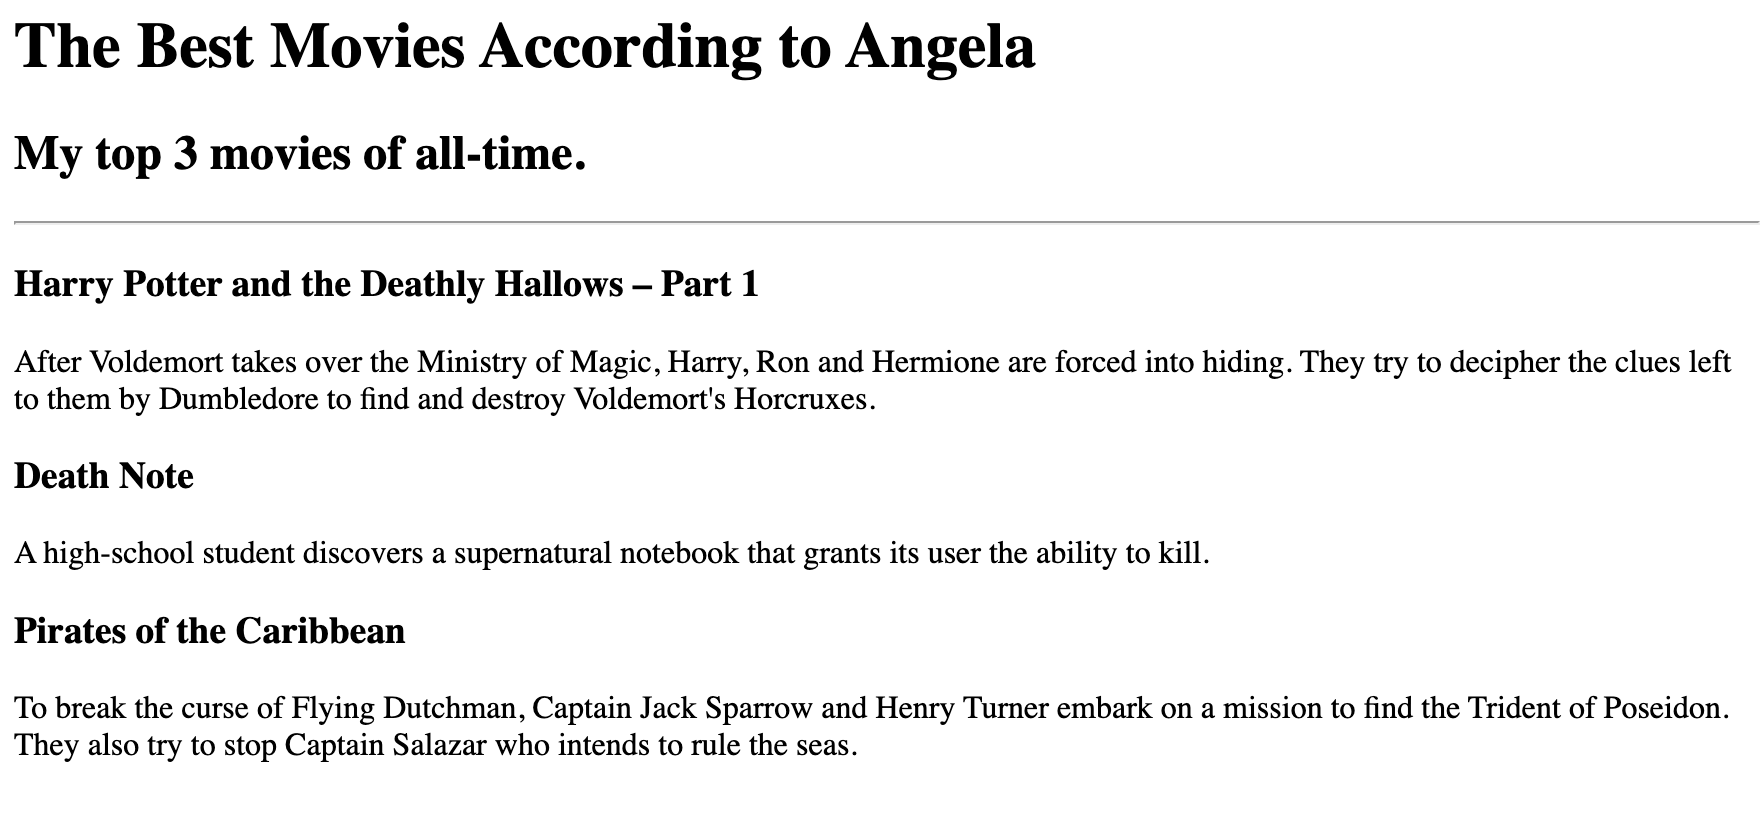 The Best Movies According to Angela
My top 3 movies of all-time.
Harry Potter and the Deathly Hallows – Part 1
After Voldemort takes over the Ministry of Magic, Harry, Ron and Hermione are forced into hiding. They try to decipher the clues left
to them by Dumbledore to find and destroy Voldemort's Horcruxes.
Death Note
A high-school student discovers a supernatural notebook that grants its user the ability to kill.
Pirates of the Caribbean
To break the curse of Flying Dutchman, Captain Jack Sparrow and Henry Turner embark on a mission to find the Trident of Poseidon.
They also try to stop Captain Salazar who intends to rule the seas.